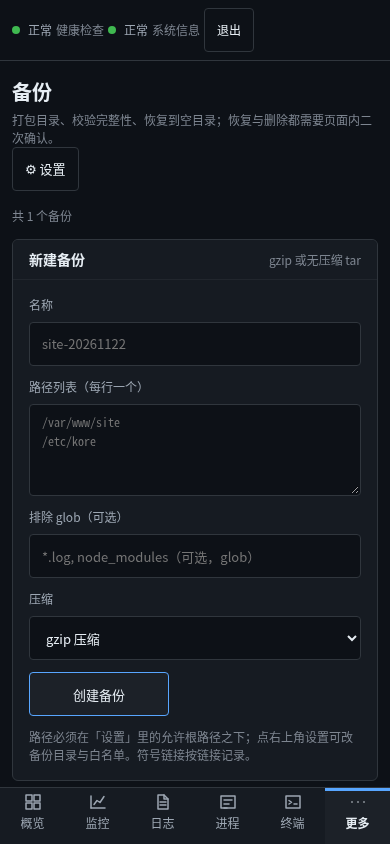 正常 健康检查 正常 系统信息 退出
备份
打包目录、校验完整性、恢复到空目录；恢复与删除都需要页面内二
次确认。
⚙ 设置
共 1 个备份
新建备份 gzip 或无压缩 tar
名称
site-20261122
路径列表（每行一个）
/var/www/site
/etc/kore
排除 glob（可选）
*.log, node_modules（可选，glob）
压缩
gzip 压缩
创建备份
路径必须在「设置」里的允许根路径之下；点右上角设置可改
备份目录与白名单。符号链接按链接记录。
概览 监控 日志 进程 终端 更多